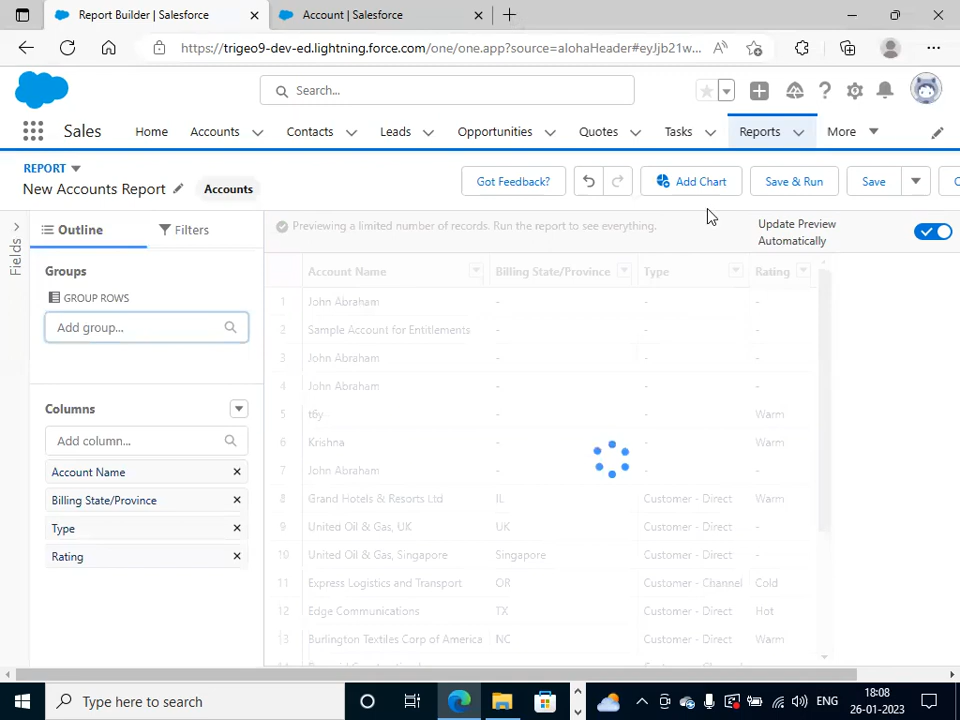 Report Builder | Salesforce
Account | Salesforce
https://trigeo9-dev-ed.lightning.force.com/one/one.app?source=alohaHeader#eyJjb21w...
Search...
Sales
Home
Accounts
Contacts
Leads
Opportunities
Quotes
Tasks
Reports
More
REPORT
New Accounts Report
Accounts
Got Feedback?
Add Chart
Save & Run
Save
Fields
Outline
Filters
Previewing a limited number of records. Run the report to see everything.
Update Preview
Automatically
Groups
GROUP ROWS
Add group...
Columns
Add column...
Account Name
Billing State/Province
Type
Rating
Account Name Billing State/Province Type Rating
1 John Abraham - -
2 Sample Account for Entitlements - -
3 John Abraham - -
4 John Abraham - -
5 t6y - - Warm
6 Krishna - - Warm
7 John Abraham - - -
8 Grand Hotels & Resorts Ltd IL Customer - Direct Warm
9 United Oil & Gas, UK UK Customer - Direct -
10 United Oil & Gas, Singapore Singapore Customer - Direct -
11 Express Logistics and Transport OR Customer - Channel Cold
12 Edge Communications TX Customer - Direct Hot
13 Burlington Textiles Corp of America NC Customer - Direct Warm
Type here to search
ENG
18:08
26-01-2023